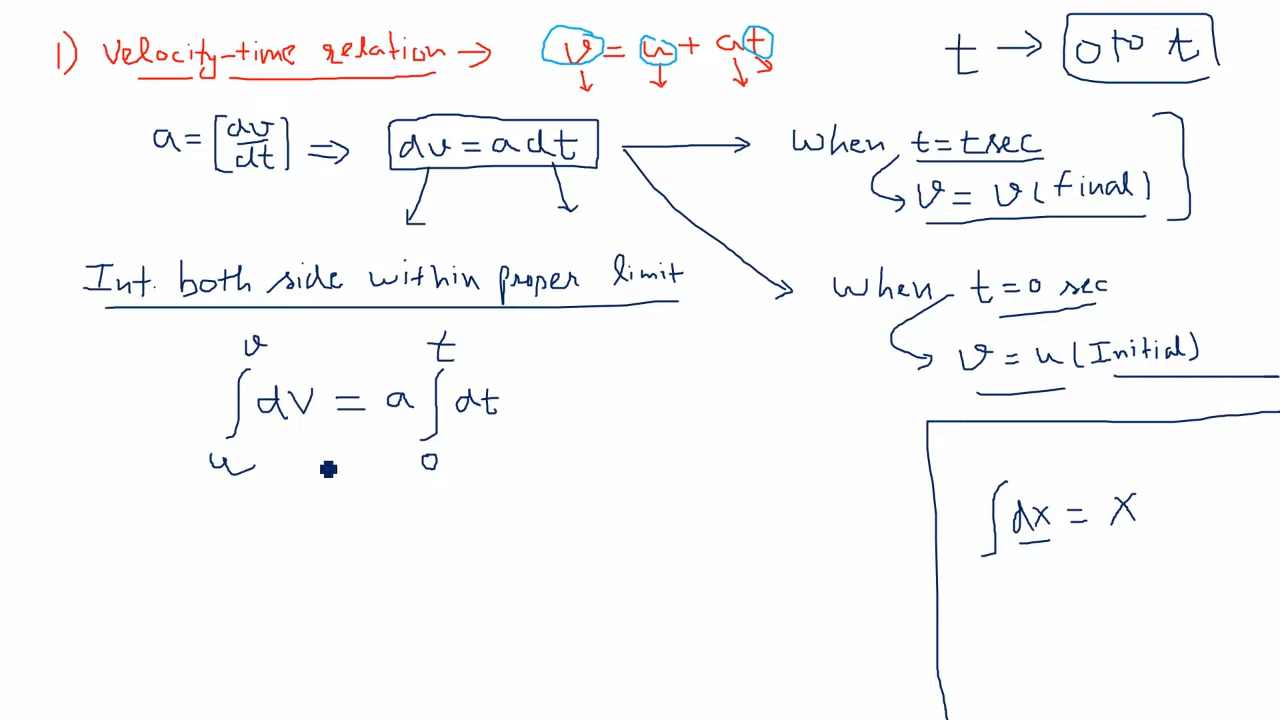 1) Velocity-time relation → v = u + at
t → 0 to t
a = [dv/dt] ⇒ dv = a dt
When t = t sec
v = v (final)
Int. both side within proper limit
When t = 0 sec
v = u (Initial)
∫ᵤᵛ dv = a ∫₀ᵗ dt
∫dx = x